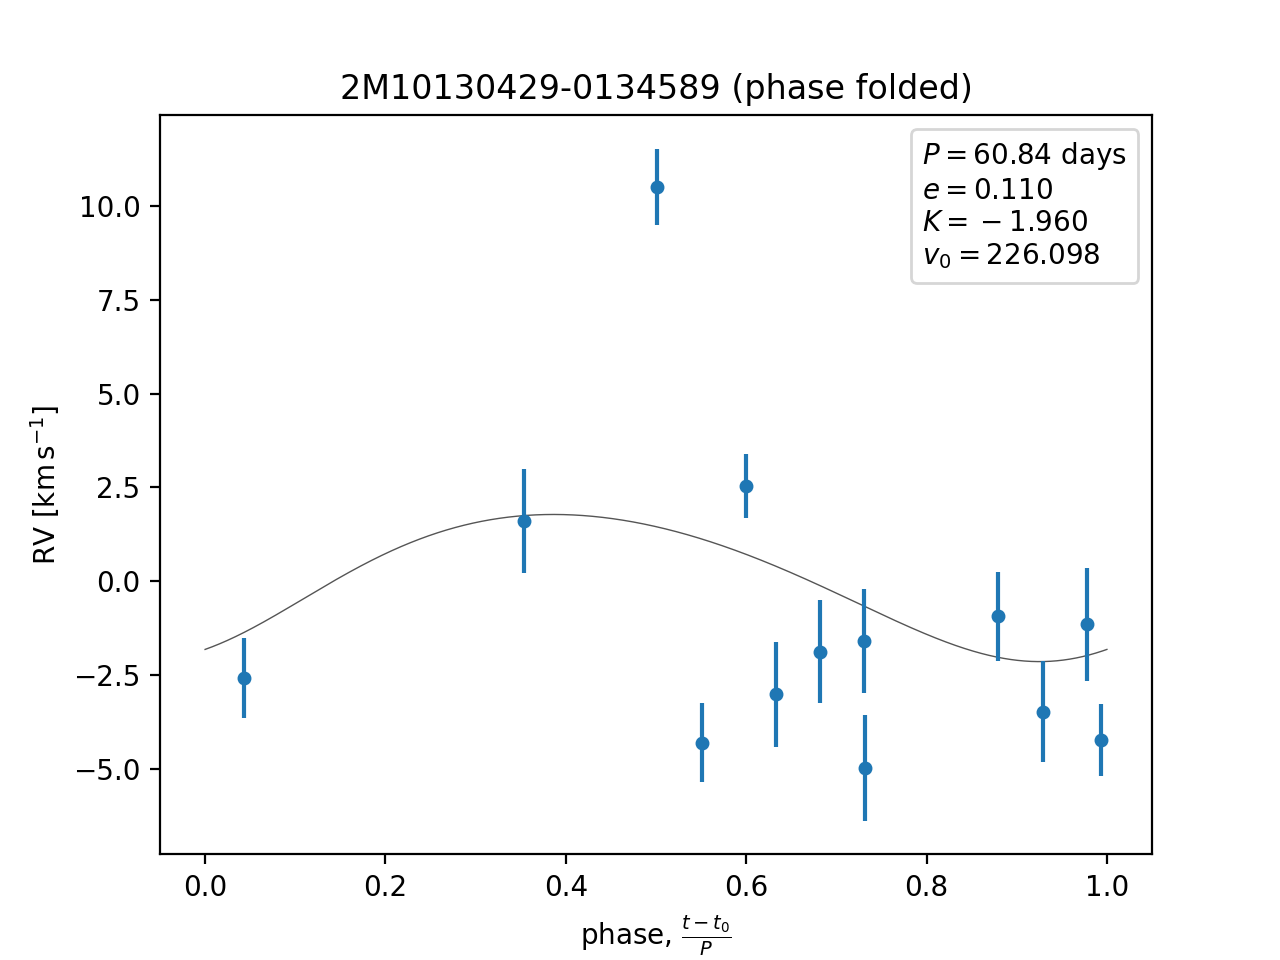 2M10130429-0134589 (phase folded)
P = 60.84 days
e = 0.110
K = −1.960
v₀ = 226.098
RV [km s⁻¹]
10.0
7.5
5.0
2.5
0.0
−2.5
−5.0
0.0 0.2 0.4 0.6 0.8 1.0
phase, (t − t₀)/P